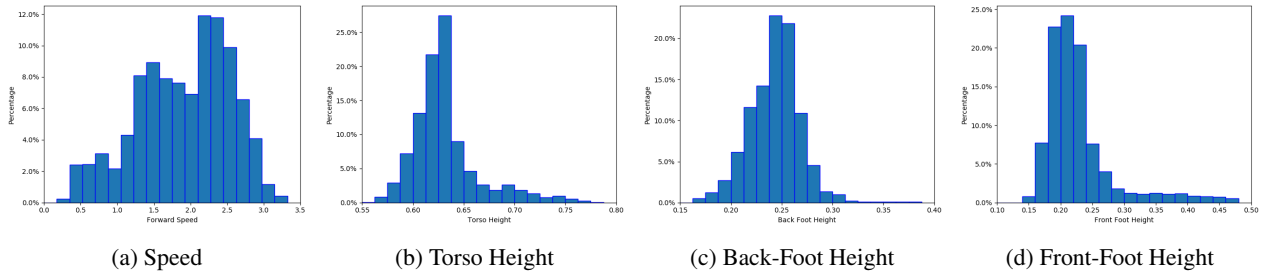 12.0%
10.0%
8.0%
6.0%
4.0%
2.0%
0.0%
Percentage
0.0 0.5 1.0 1.5 2.0 2.5 3.0 3.5
Forward Speed
(a) Speed
25.0%
20.0%
15.0%
10.0%
5.0%
0.0%
Percentage
0.55 0.60 0.65 0.70 0.75 0.80
Torso Height
(b) Torso Height
20.0%
15.0%
10.0%
5.0%
0.0%
Percentage
0.15 0.20 0.25 0.30 0.35 0.40
Back Foot Height
(c) Back-Foot Height
25.0%
20.0%
15.0%
10.0%
5.0%
0.0%
Percentage
0.10 0.15 0.20 0.25 0.30 0.35 0.40 0.45 0.50
Front Foot Height
(d) Front-Foot Height